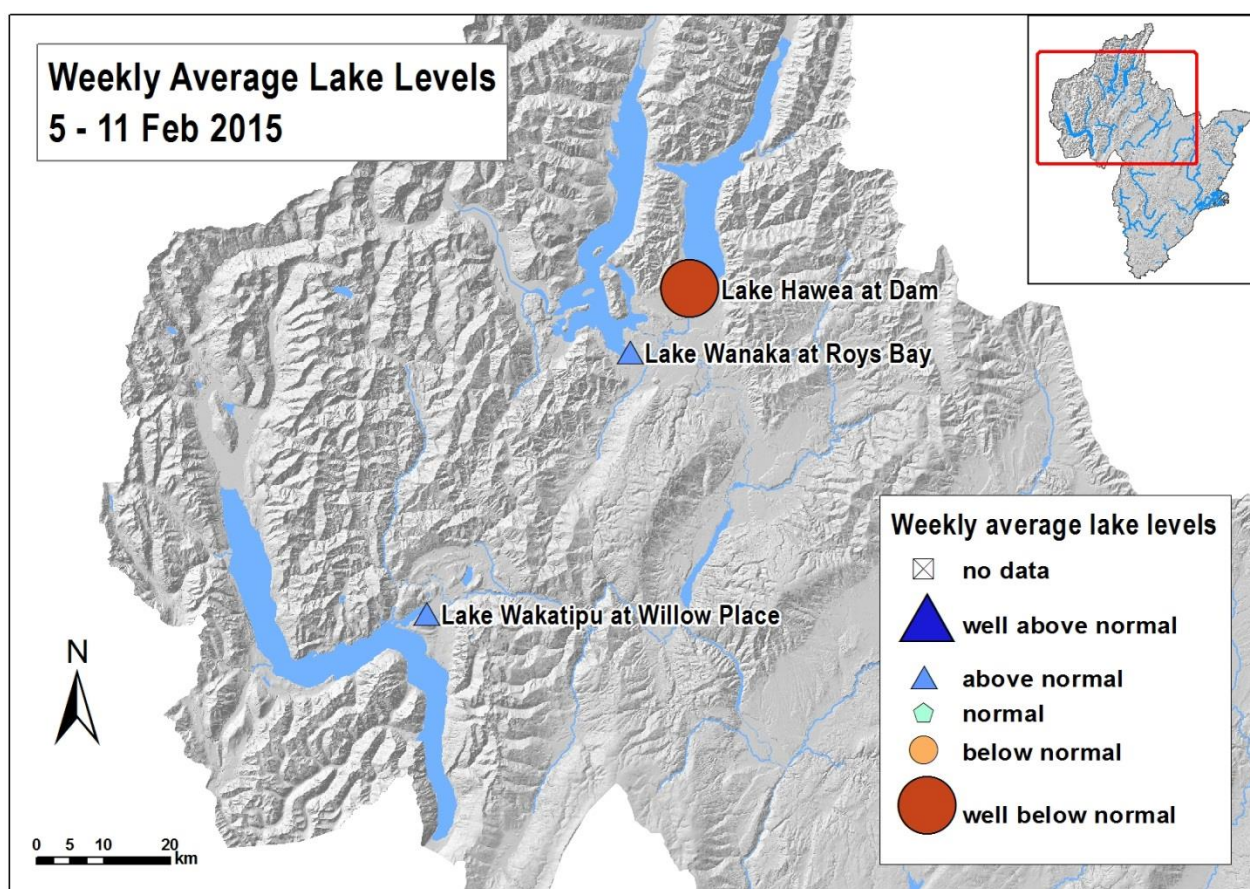 Weekly Average Lake Levels
5 - 11 Feb 2015
Lake Hawea at Dam
Lake Wanaka at Roys Bay
Lake Wakatipu at Willow Place
Weekly average lake levels
no data
well above normal
above normal
normal
below normal
well below normal
N
0 5 10 20
km